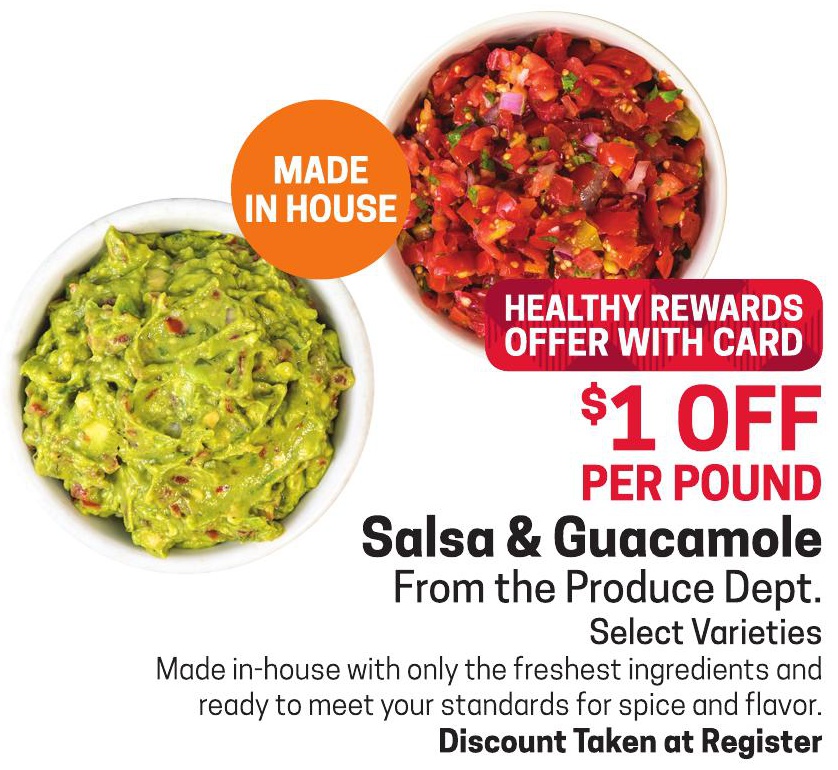 MADE
IN HOUSE
HEALTHY REWARDS
OFFER WITH CARD
$1 OFF
PER POUND
Salsa & Guacamole
From the Produce Dept.
Select Varieties
Made in-house with only the freshest ingredients and
ready to meet your standards for spice and flavor.
Discount Taken at Register